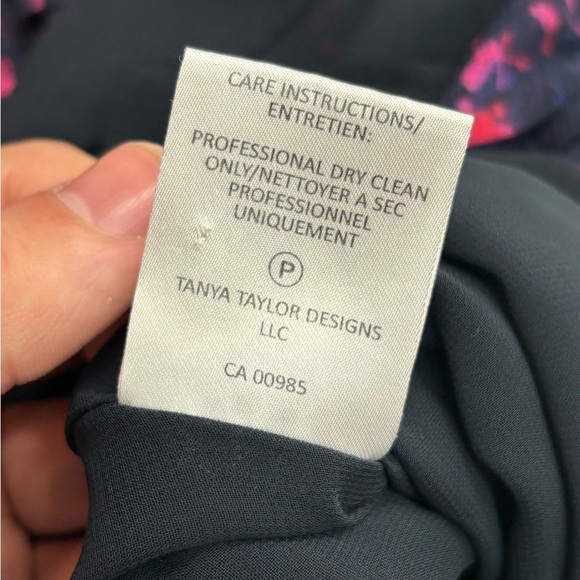 CARE INSTRUCTIONS/
ENTRETIEN:
PROFESSIONAL DRY CLEAN
ONLY/NETTOYER A SEC
PROFESSIONNEL
UNIQUEMENT
P
TANYA TAYLOR DESIGNS
LLC
CA 00985